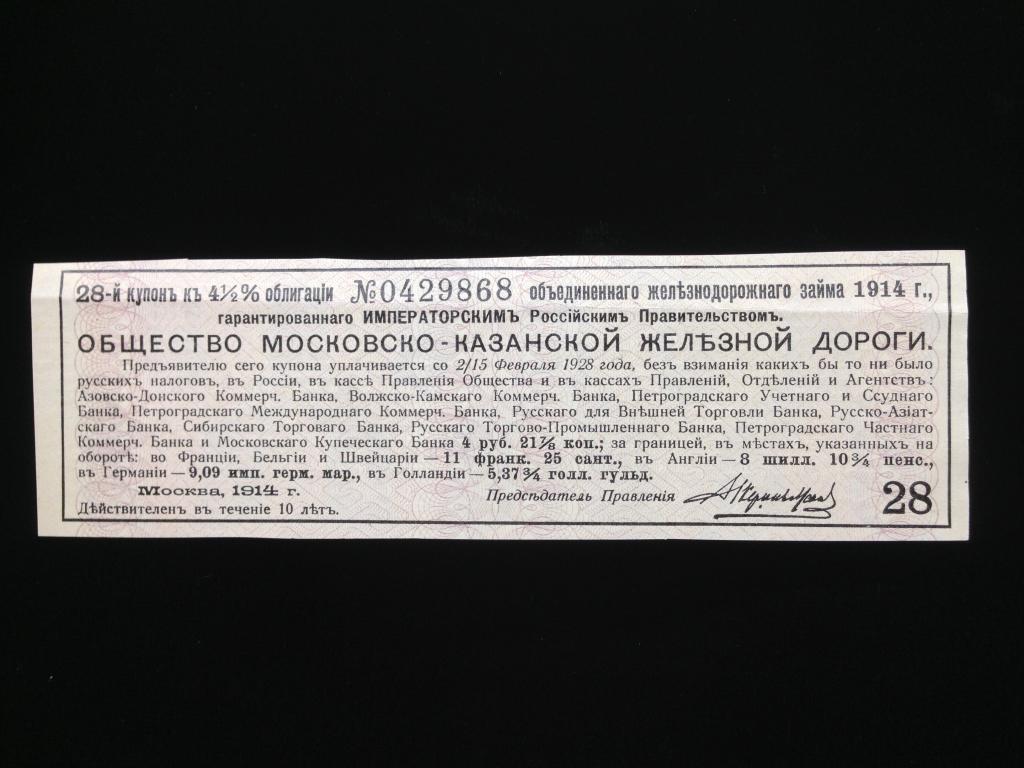 28-й купонъ къ 4½% облигаціи №0429868 объединеннаго желѣзнодорожнаго займа 1914 г.,
гарантированнаго ИМПЕРАТОРСКИМЪ Россійскимъ Правительствомъ.
ОБЩЕСТВО МОСКОВСКО-КАЗАНСКОЙ ЖЕЛѢЗНОЙ ДОРОГИ.
Предъявителю сего купона уплачивается со 2/15 Февраля 1928 года, безъ взиманія какихъ бы то ни было
русскихъ налоговъ, въ Россіи, въ кассѣ Правленія Общества и въ кассахъ Правленій, Отдѣленій и Агентствъ:
Азовско-Донского Коммерч. Банка, Волжско-Камскаго Коммерч. Банка, Петроградскаго Учетнаго и Ссуднаго
Банка, Петроградскаго Международнаго Коммерч. Банка, Русскаго для Внѣшней Торговли Банка, Русско-Азіат-
скаго Банка, Сибирскаго Торговаго Банка, Русскаго Торгово-Промышленнаго Банка, Петроградскаго Частнаго
Коммерч. Банка и Московскаго Купеческаго Банка 4 руб. 21⅞ коп.; за границей, въ мѣстахъ, указанныхъ на
оборотѣ: во Франціи, Бельгіи и Швейцаріи—11 франк. 25 сант., въ Англіи—8 шилл. 10¾ пенс.,
въ Германіи—9,09 имп. герм. мар., въ Голландіи—5,37¾ голл. гульд.
Москва, 1914 г.
Предсѣдатель Правленія
28
Дѣйствителенъ въ теченіе 10 лѣтъ.